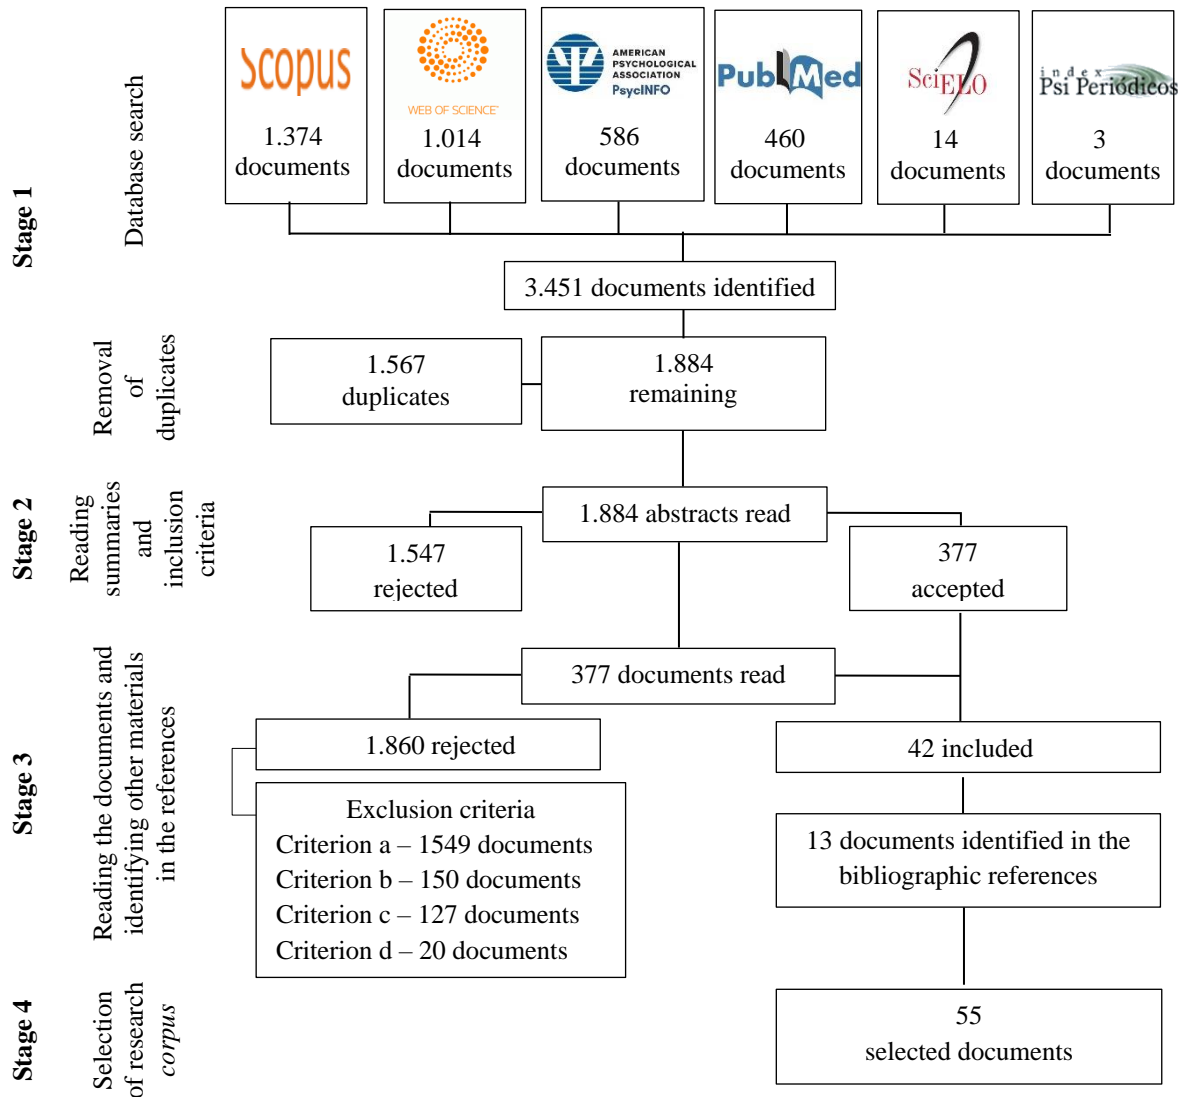 Scopus
1.374
documents
WEB OF SCIENCE™
1.014
documents
AMERICAN
PSYCHOLOGICAL
ASSOCIATION
PsycINFO
586
documents
PubMed
460
documents
SciELO
14
documents
index
Psi Periódicos
3
documents
Stage 1
Database search
3.451 documents identified
Removal
of
duplicates
1.567
duplicates
1.884
remaining
Stage 2
Reading
summaries
and
inclusion
criteria
1.884 abstracts read
1.547
rejected
377
accepted
Stage 3
Reading the documents and
identifying other materials
in the references
377 documents read
1.860 rejected
42 included
Exclusion criteria
Criterion a – 1549 documents
Criterion b – 150 documents
Criterion c – 127 documents
Criterion d – 20 documents
13 documents identified in the
bibliographic references
Stage 4
Selection
of research
corpus
55
selected documents